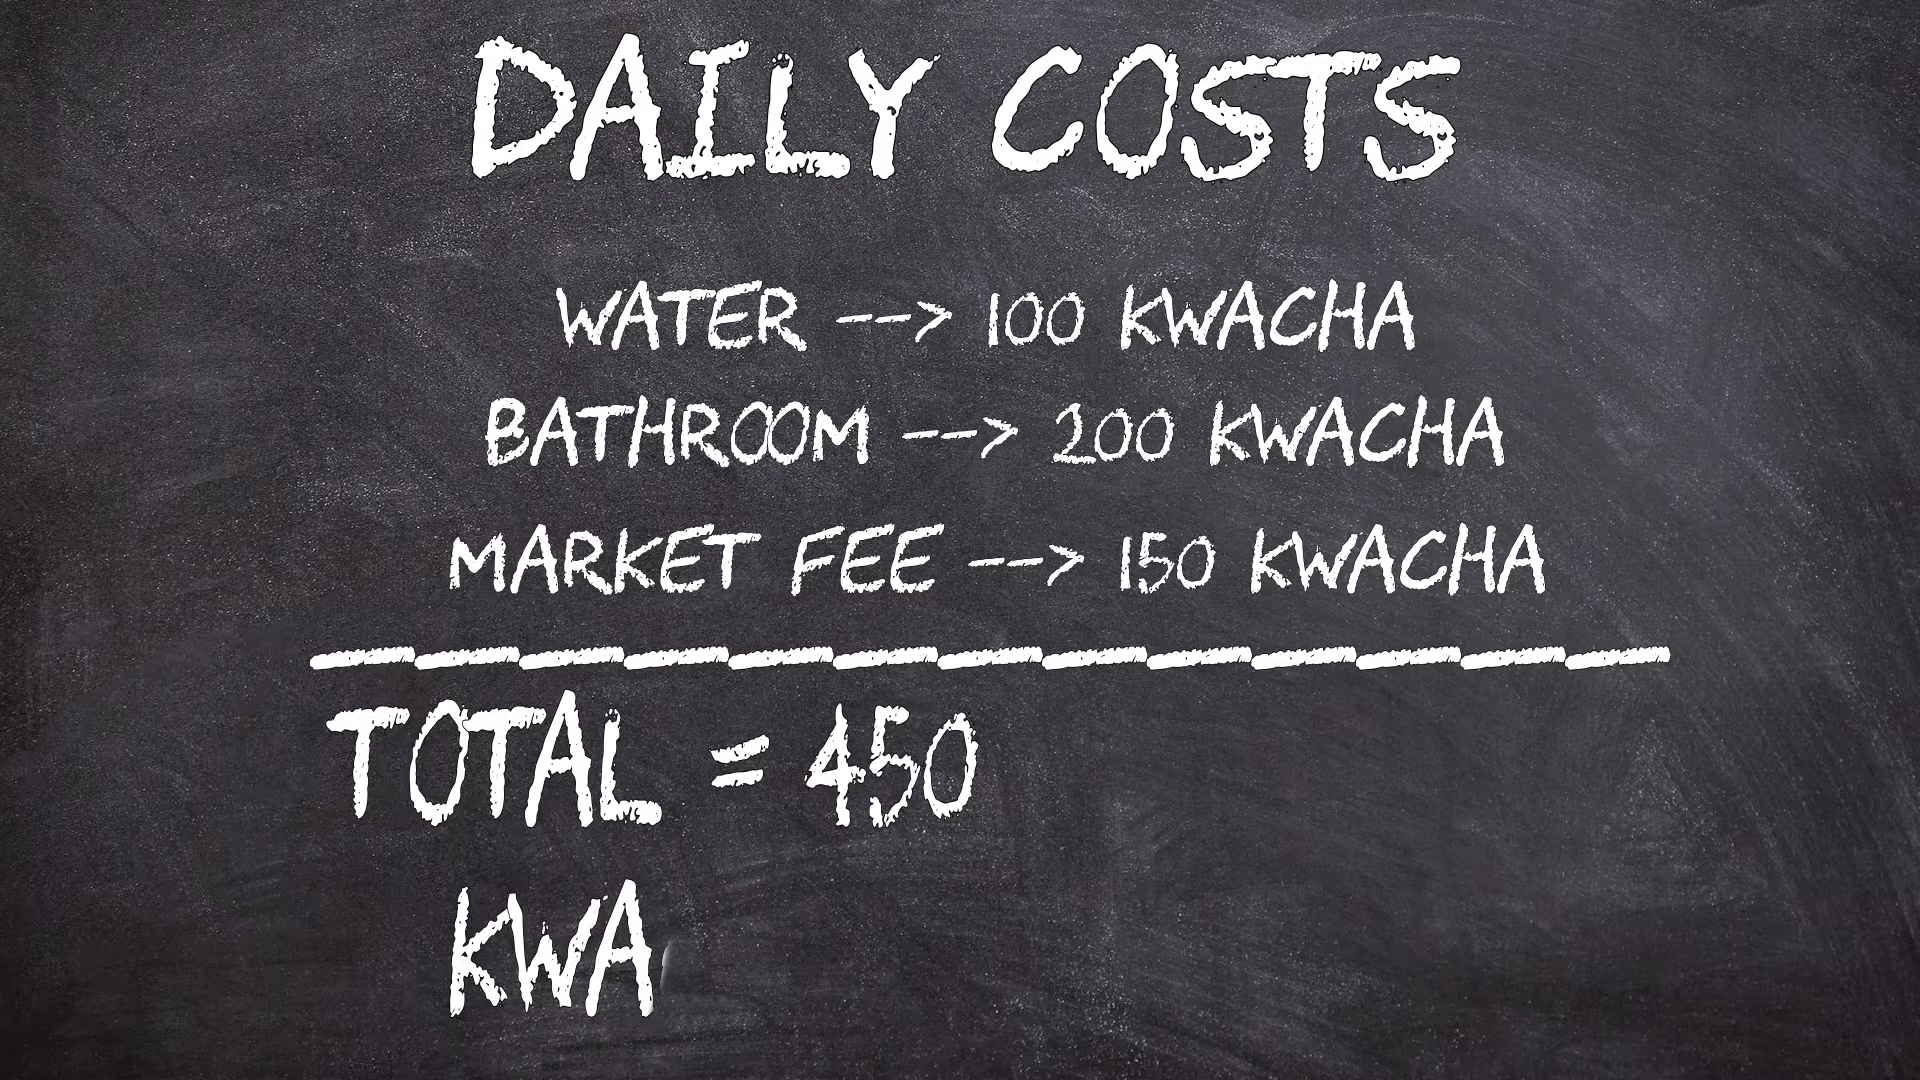 DAILY COSTS
WATER --> 100 KWACHA
BATHROOM --> 200 KWACHA
MARKET FEE --> 150 KWACHA
TOTAL = 450
KWA